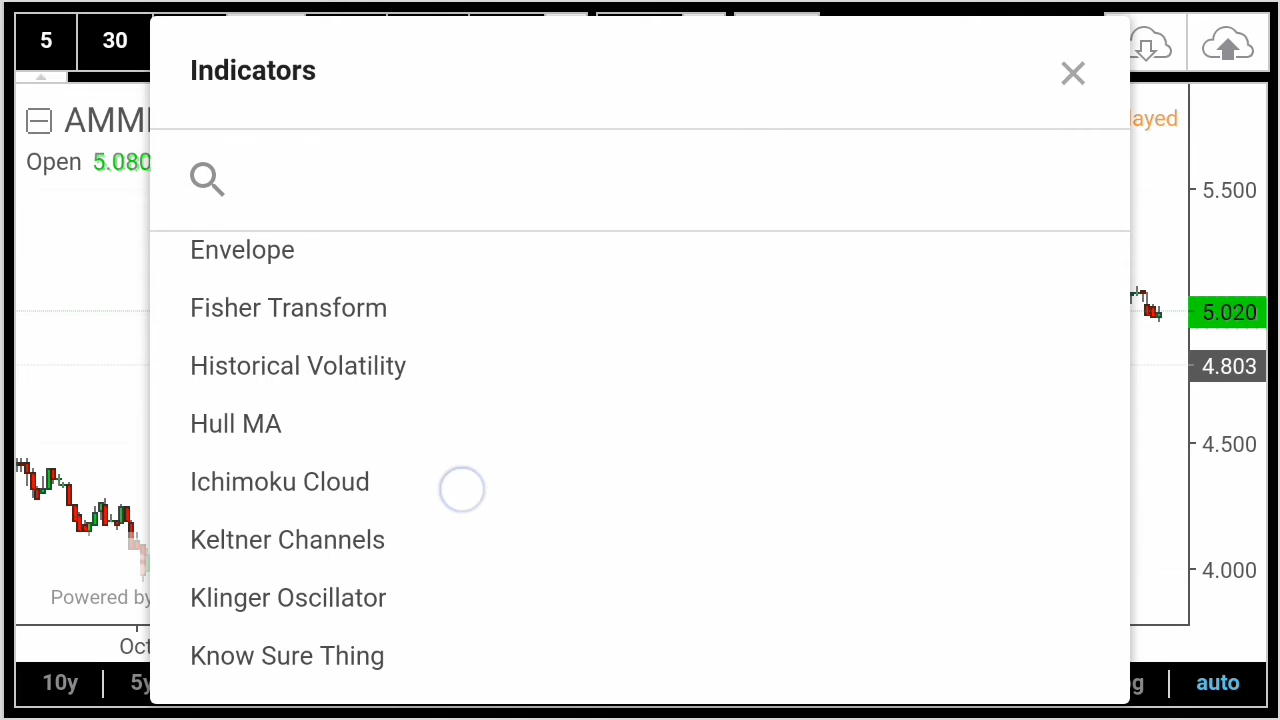 5 30
Indicators
AMM
ayed
Open 5.080
5.500
Envelope
Fisher Transform
5.020
Historical Volatility
4.803
Hull MA
4.500
Ichimoku Cloud
Keltner Channels
4.000
Klinger Oscillator
Powered by
Oct
Know Sure Thing
10y 5y
g auto